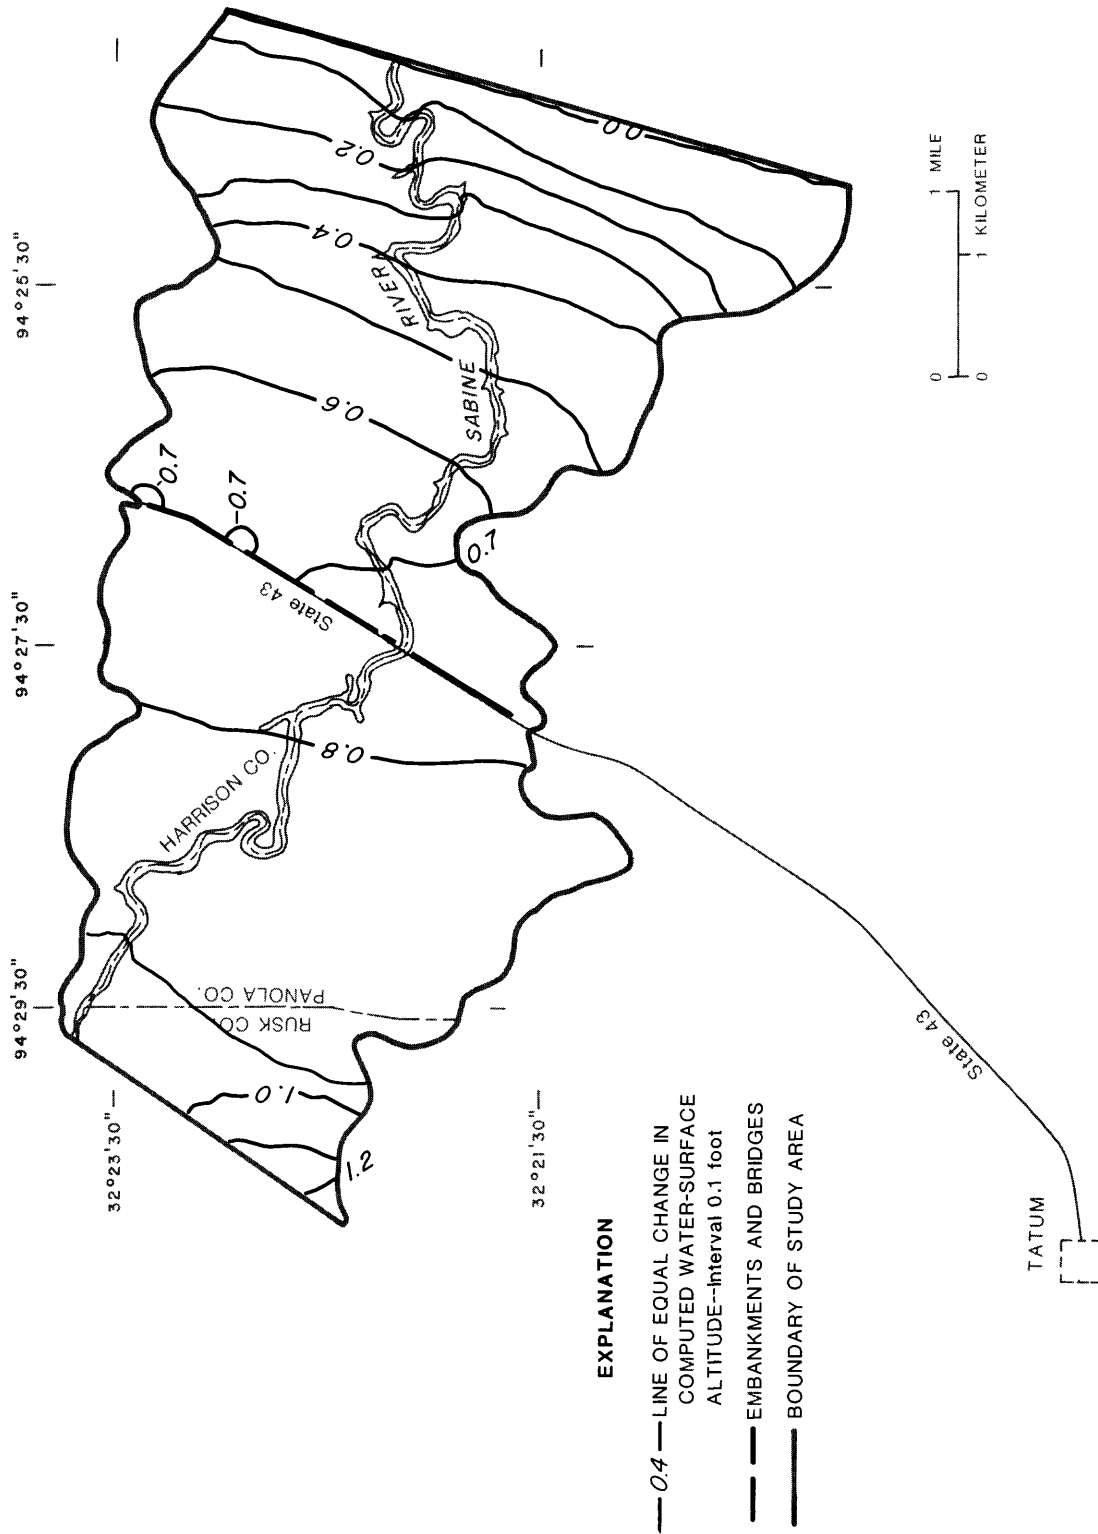 94°29'30"
94°27'30"
94°25'30"
32°23'30"
32°21'30"
1.2
1.0
RUSK CO.
PANOLA CO.
HARRISON CO.
0.8
State 43
0.7
0.7
0.7
0.6
SABINE
RIVER
0.4
0.2
0.0
State 43
TATUM
0 1 MILE
0 1 KILOMETER
EXPLANATION
0.4 LINE OF EQUAL CHANGE IN
COMPUTED WATER-SURFACE
ALTITUDE--Interval 0.1 foot
EMBANKMENTS AND BRIDGES
BOUNDARY OF STUDY AREA